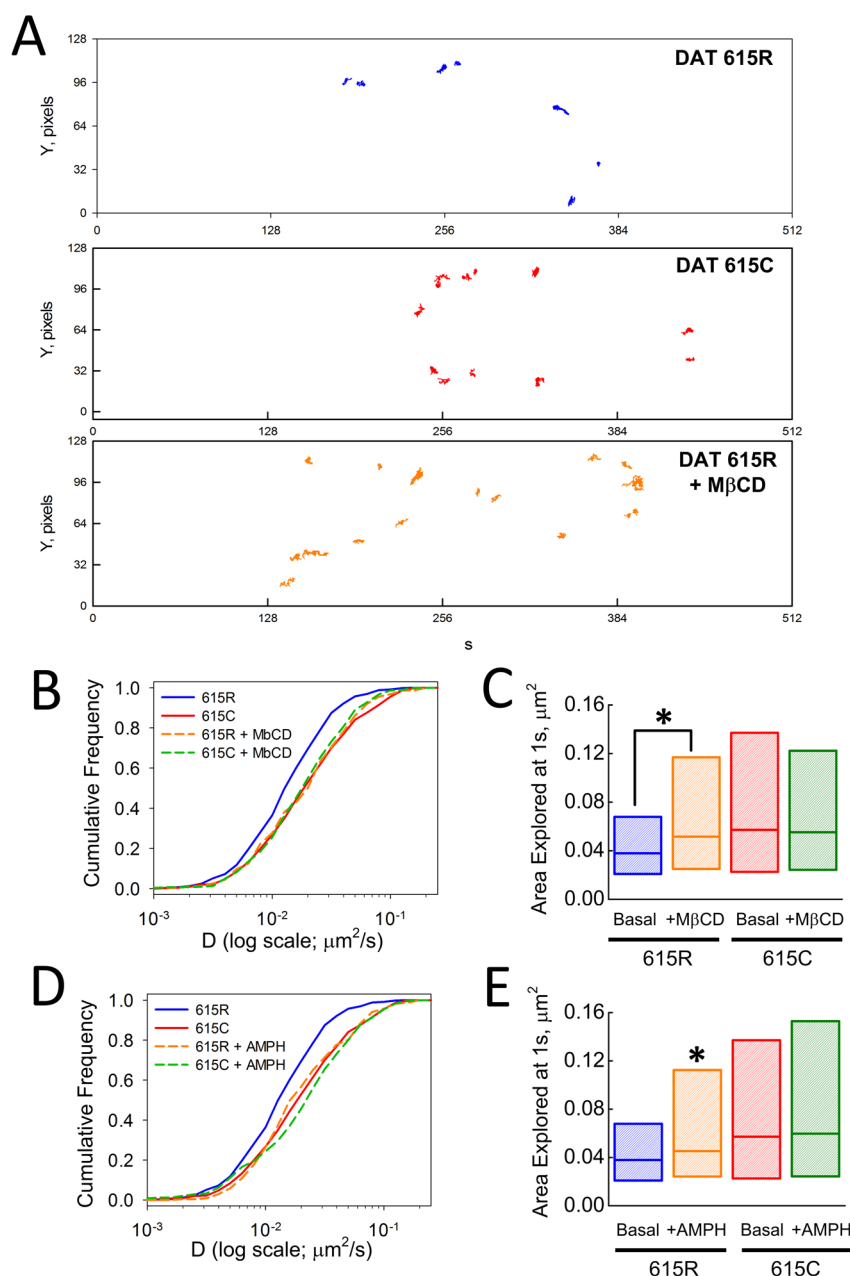 A
128
DAT 615R
96
Y, pixels
64
32
0
0 128 256 384 512
128
DAT 615C
96
Y, pixels
64
32
0
0 128 256 384 512
128
DAT 615R
+ MβCD
96
Y, pixels
64
32
0
0 128 256 384 512
s
B
Cumulative Frequency
1.0
0.8
0.6
0.4
0.2
0.0
615R
615C
615R + MbCD
615C + MbCD
10-3 10-2 10-1
D (log scale; μm2/s)
C
Area Explored at 1s, μm2
0.16
0.12
0.08
0.04
0.00
*
Basal +MβCD Basal +MβCD
615R 615C
D
Cumulative Frequency
1.0
0.8
0.6
0.4
0.2
0.0
615R
615C
615R + AMPH
615C + AMPH
10-3 10-2 10-1
D (log scale; μm2/s)
E
Area Explored at 1s, μm2
0.16
0.12
0.08
0.04
0.00
*
Basal +AMPH Basal +AMPH
615R 615C